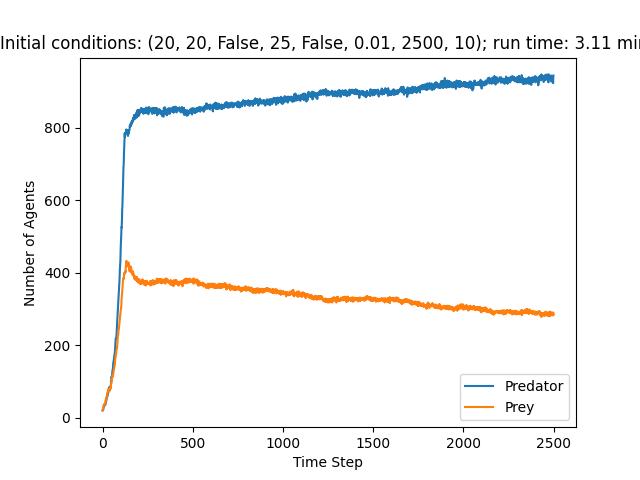 Initial conditions: (20, 20, False, 25, False, 0.01, 2500, 10); run time: 3.11
Number of Agents
800
600
400
200
0
Predator
Prey
0 500 1000 1500 2000 2500
Time Step